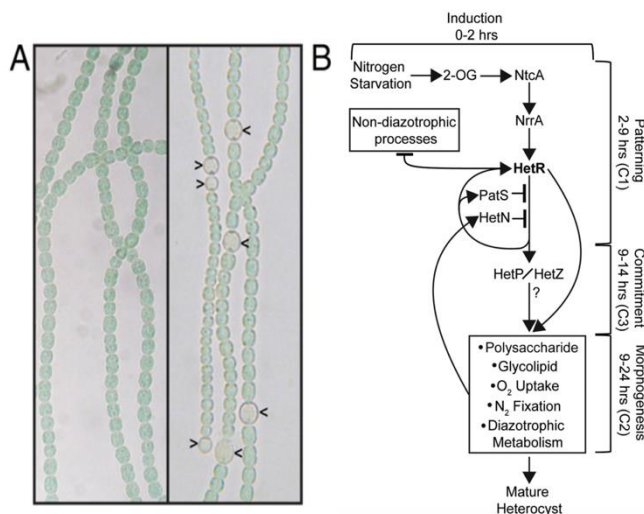 A
B
Induction
0-2 hrs
Nitrogen
Starvation
2-OG
NtcA
NrrA
Non-diazotrophic
processes
HetR
PatS
HetN
HetP/HetZ
?
•Polysaccharide
•Glycolipid
•O₂ Uptake
•N₂ Fixation
•Diazotrophic
Metabolism
Mature
Heterocyst
Patterning
2-9 hrs (C1)
Commitment
9-14 hrs (C3)
Morphogenesis
9-24 hrs (C2)